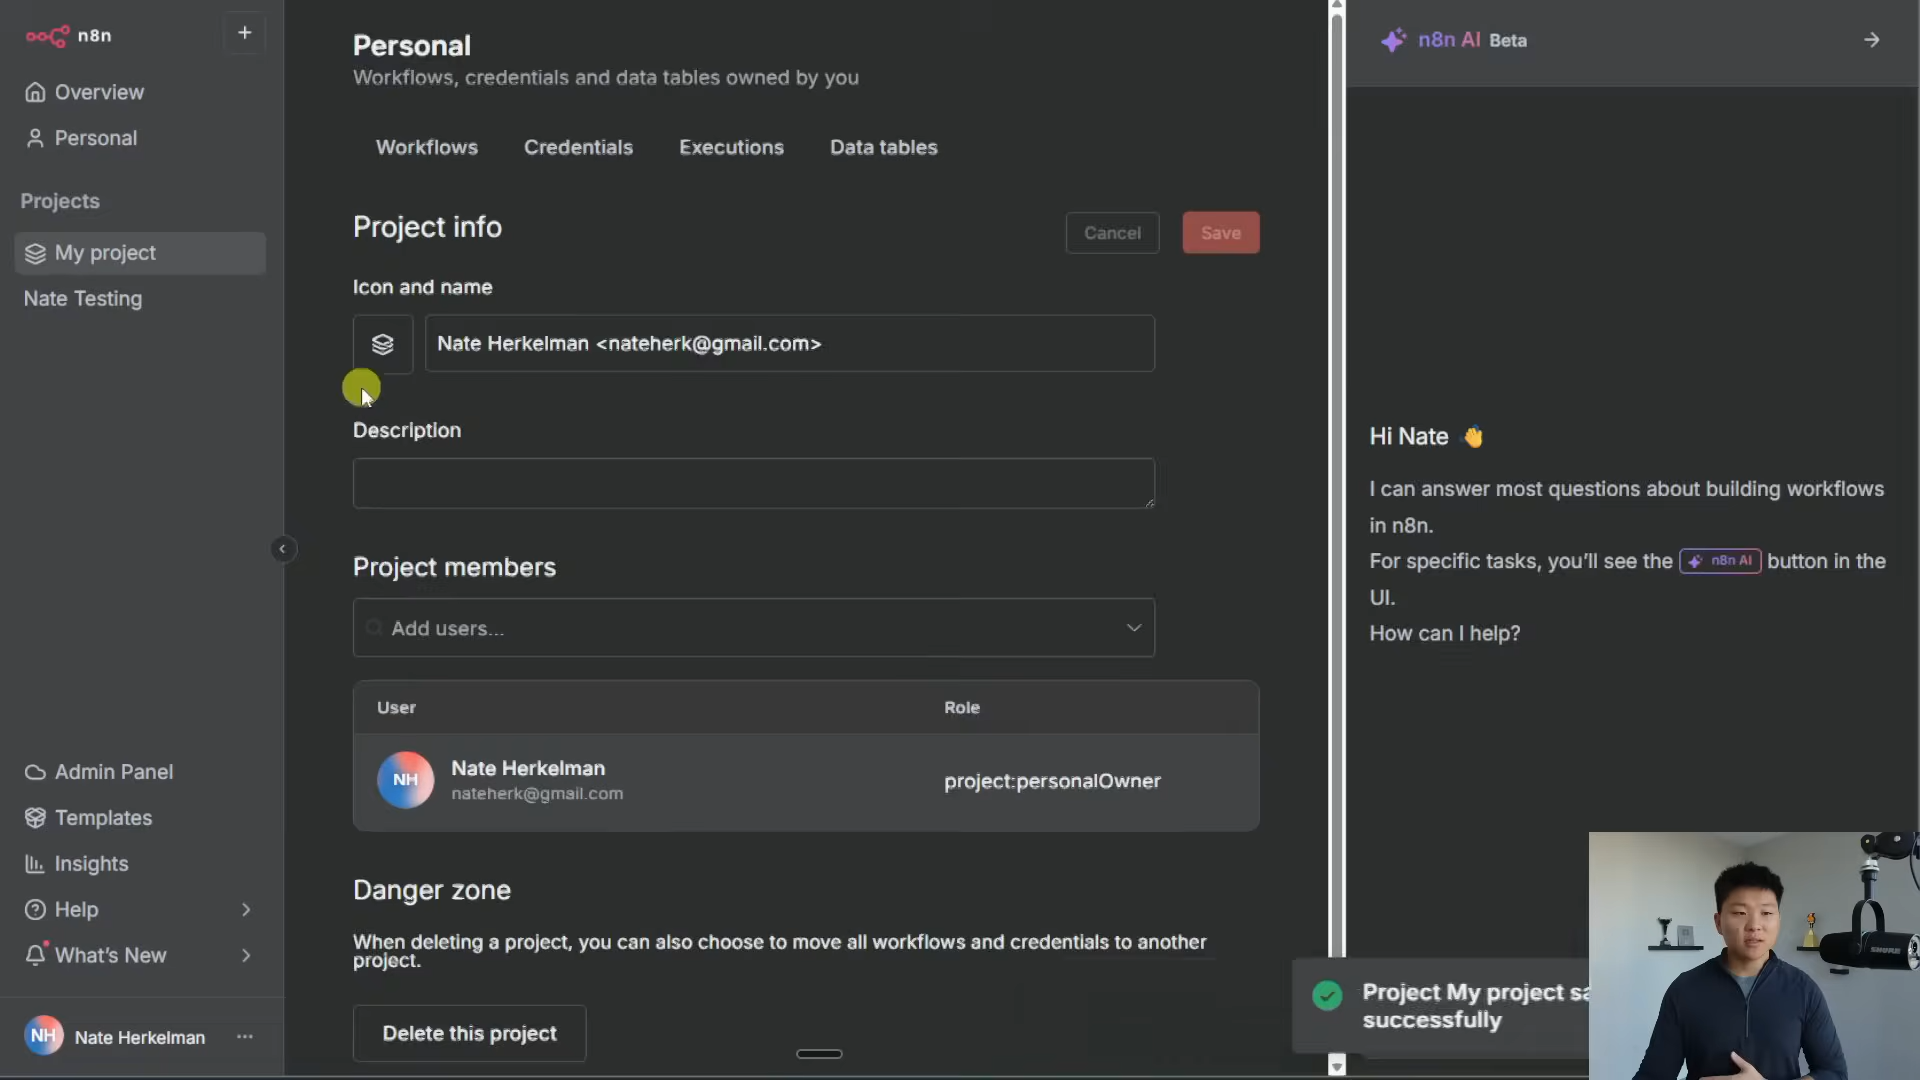 n8n
+
Overview
Personal
Projects
My project
Nate Testing
Admin Panel
Templates
Insights
Help
What's New
NH Nate Herkelman
Personal
Workflows, credentials and data tables owned by you
Workflows Credentials Executions Data tables
Project info
Cancel Save
Icon and name
Nate Herkelman <nateherk@gmail.com>
Description
Project members
Add users...
User Role
NH
Nate Herkelman
nateherk@gmail.com
project:personalOwner
Danger zone
When deleting a project, you can also choose to move all workflows and credentials to another
project.
Delete this project
n8n AI Beta
Hi Nate 👋
I can answer most questions about building workflows
in n8n.
For specific tasks, you'll see the n8n AI button in the
UI.
How can I help?
Project My project sa
successfully
SHURE